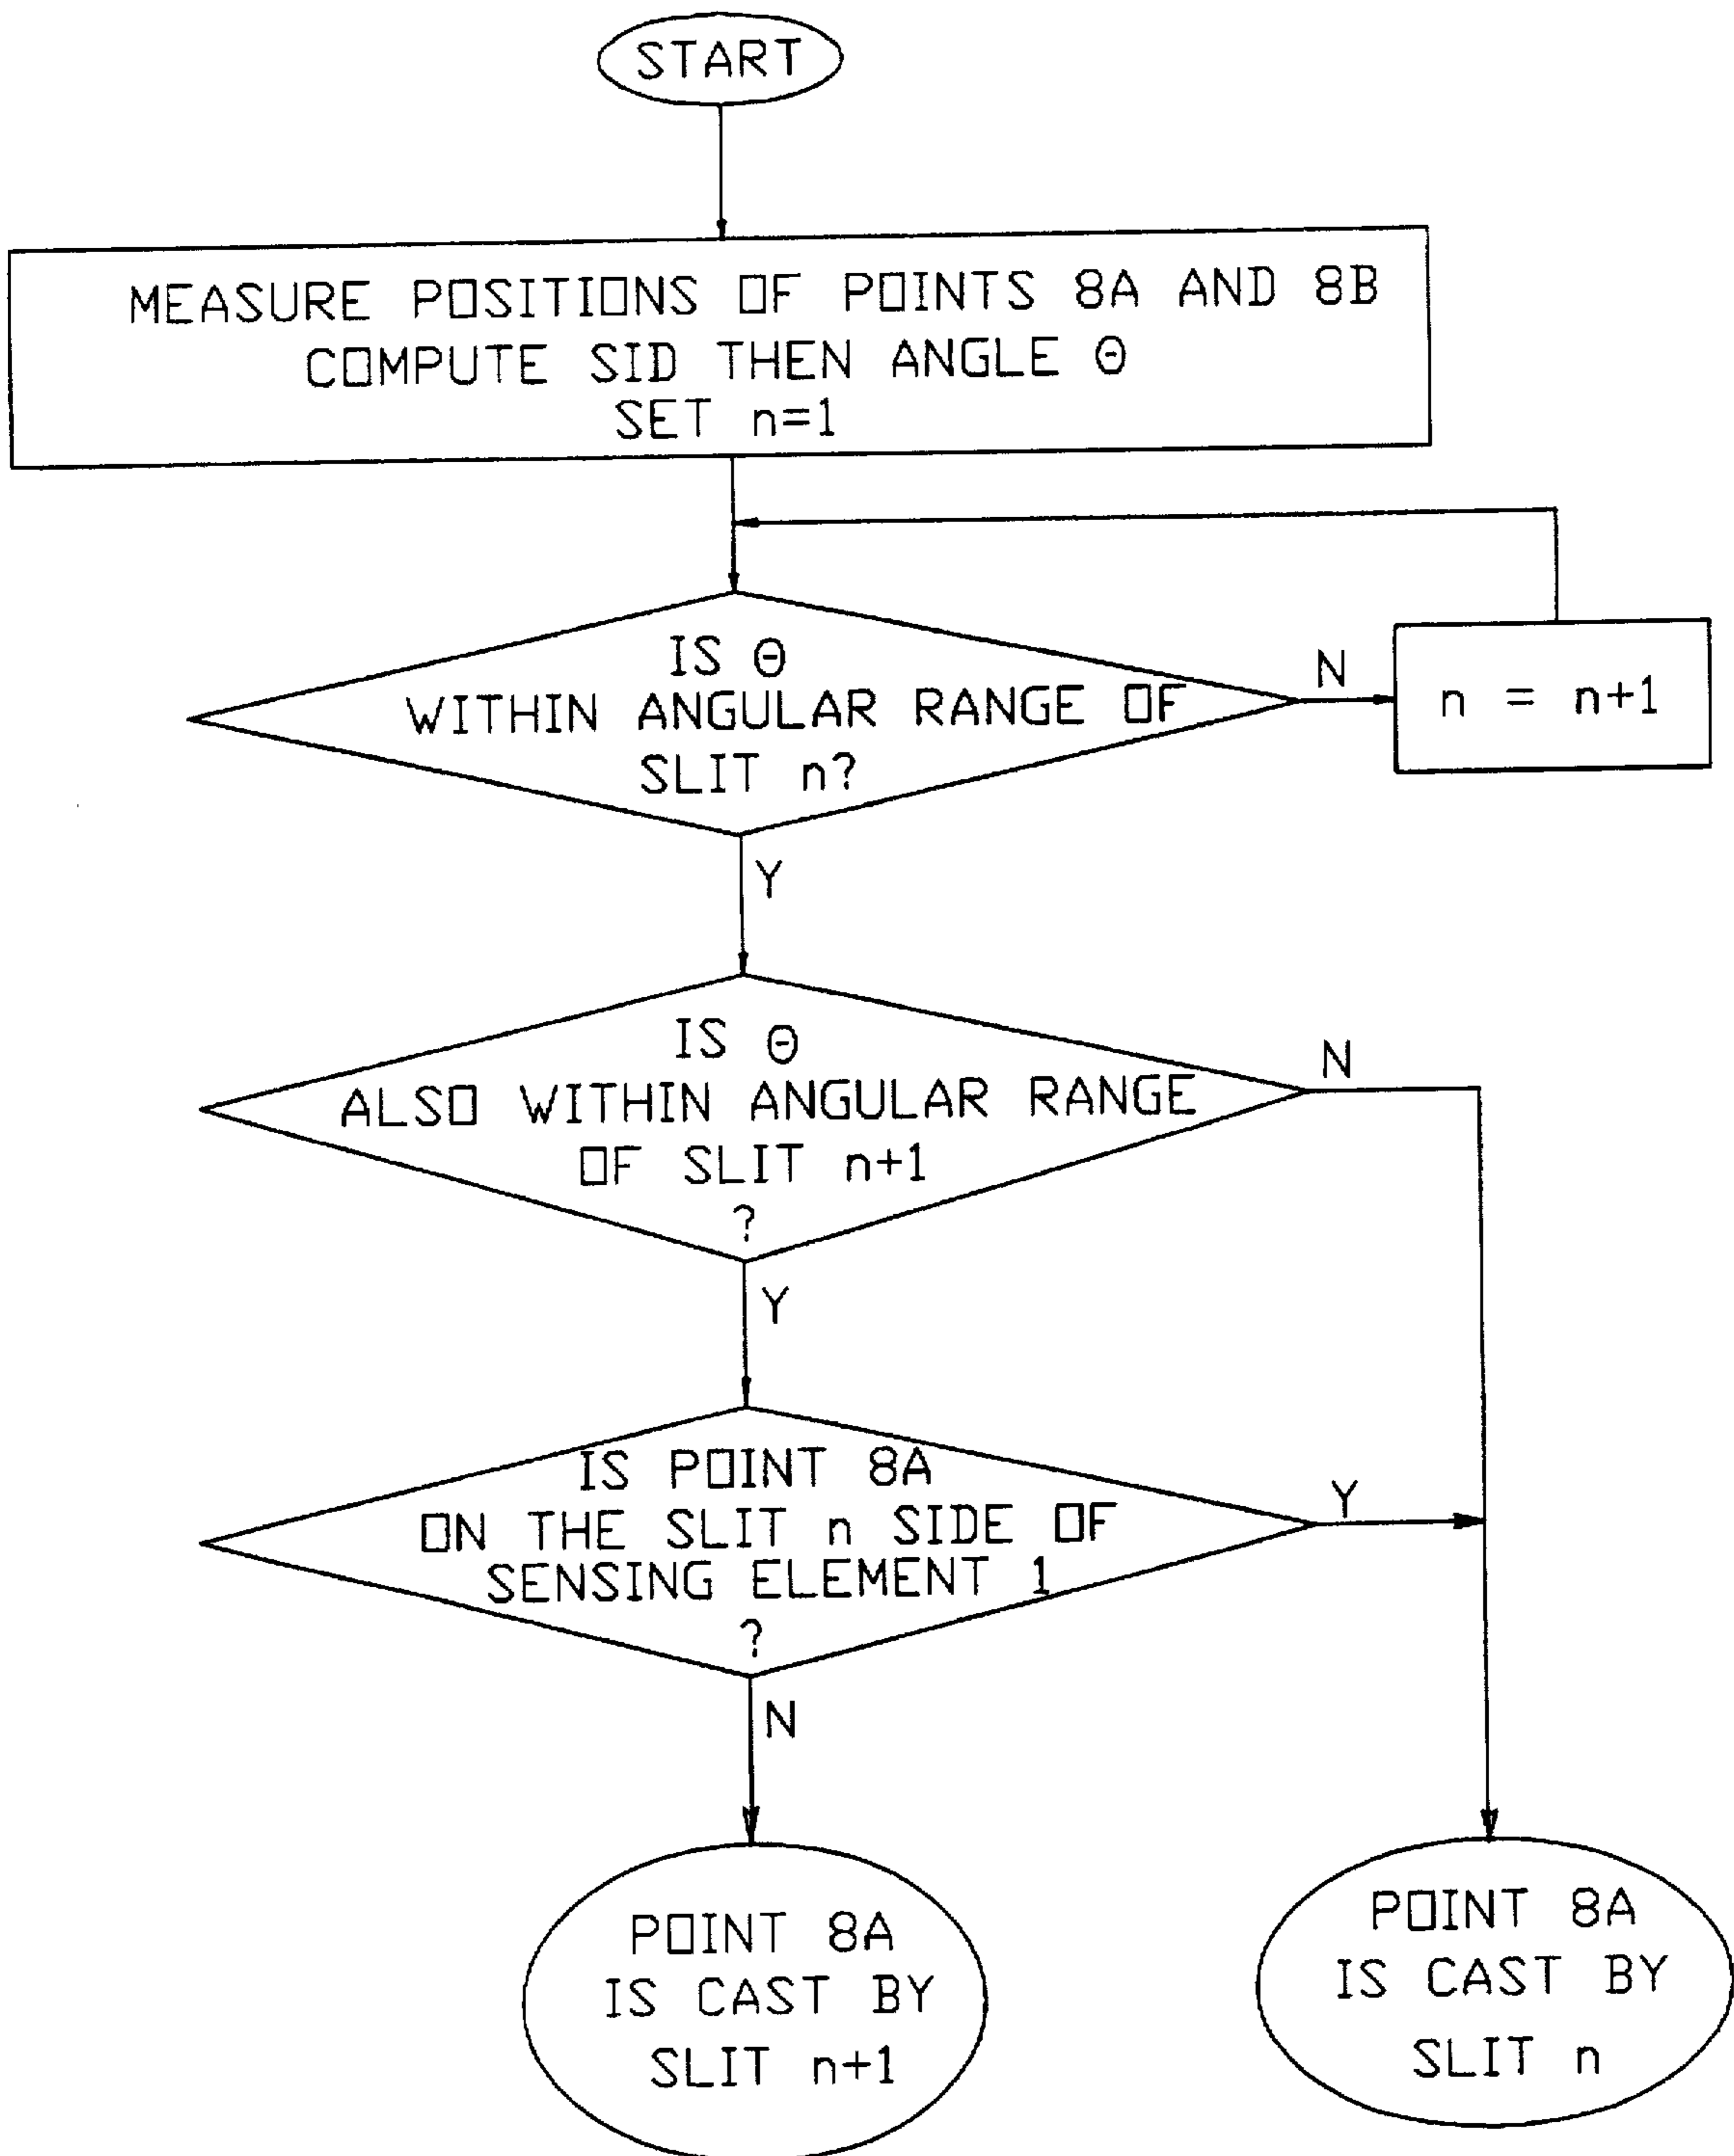 START
MEASURE POSITIONS OF POINTS 8A AND 8B
COMPUTE SID THEN ANGLE Θ
SET n=1
IS Θ
WITHIN ANGULAR RANGE OF
SLIT n?
N
n = n+1
Y
IS Θ
ALSO WITHIN ANGULAR RANGE
OF SLIT n+1
?
N
Y
IS POINT 8A
ON THE SLIT n SIDE OF
SENSING ELEMENT 1
?
Y
N
POINT 8A
IS CAST BY
SLIT n+1
POINT 8A
IS CAST BY
SLIT n